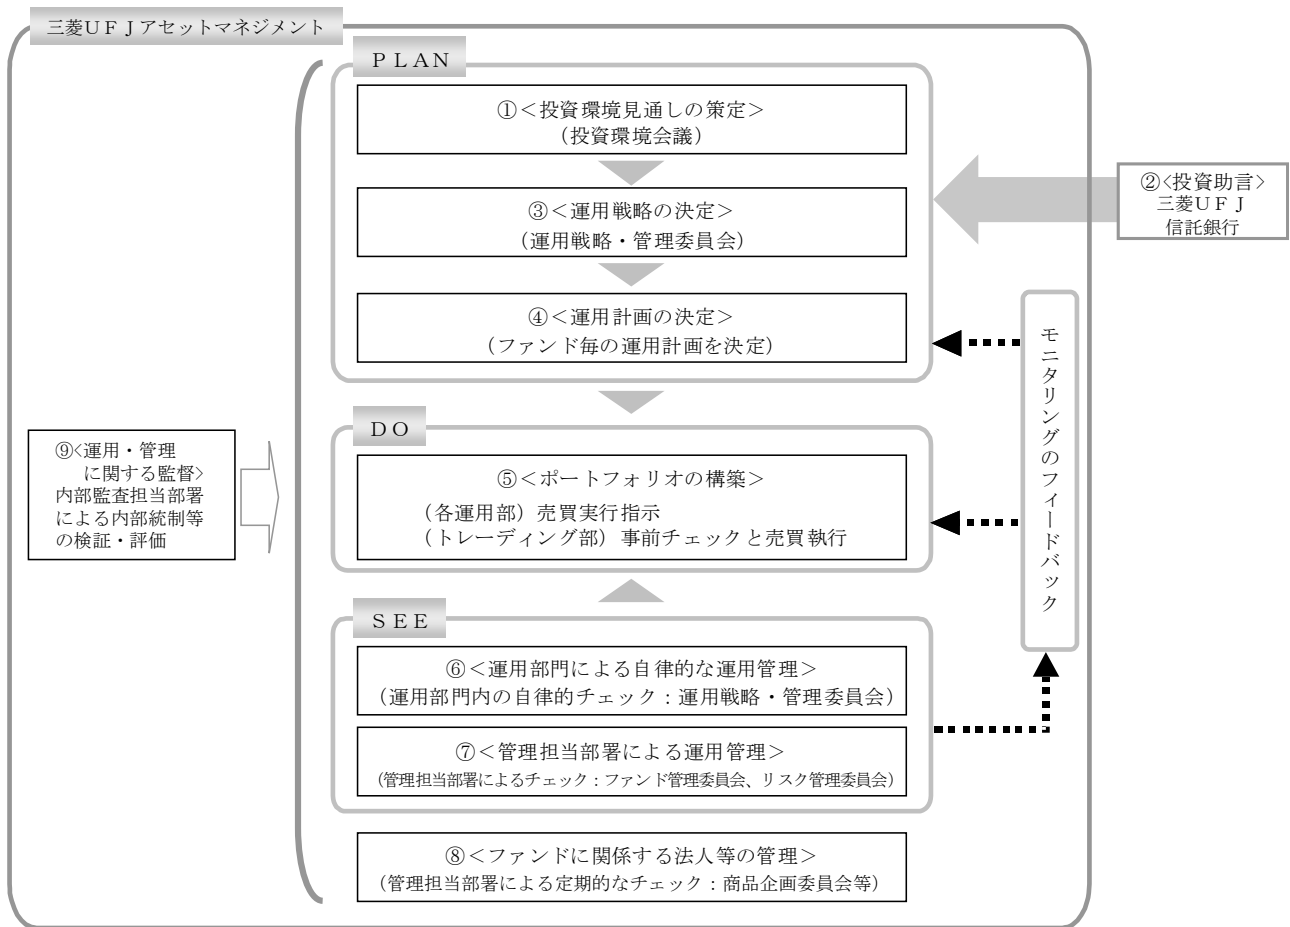 三菱ＵＦＪアセットマネジメント
ＰＬＡＮ
①＜投資環境見通しの策定＞
（投資環境会議）
②＜投資助言＞
三菱ＵＦＪ
信託銀行
③＜運用戦略の決定＞
（運用戦略・管理委員会）
④＜運用計画の決定＞
（ファンド毎の運用計画を決定）
モニタリングのフィードバック
ＤＯ
⑤＜ポートフォリオの構築＞
（各運用部）売買実行指示
（トレーディング部）事前チェックと売買執行
⑨＜運用・管理
に関する監督＞
内部監査担当部署
による内部統制等
の検証・評価
ＳＥＥ
⑥＜運用部門による自律的な運用管理＞
（運用部門内の自律的チェック：運用戦略・管理委員会）
⑦＜管理担当部署による運用管理＞
（管理担当部署によるチェック：ファンド管理委員会、リスク管理委員会）
⑧＜ファンドに関係する法人等の管理＞
（管理担当部署による定期的なチェック：商品企画委員会等）